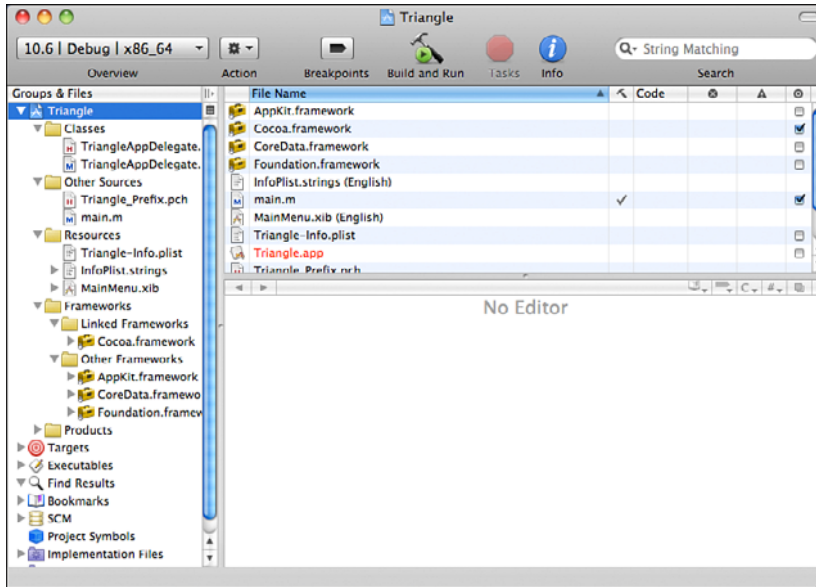 Triangle
10.6 | Debug | x86_64
String Matching
Overview
Action
Breakpoints
Build and Run
Tasks
Info
Search
Groups & Files
File Name
Code
Triangle
Classes
TriangleAppDelegate.
TriangleAppDelegate.
Other Sources
Triangle_Prefix.pch
main.m
Resources
Triangle-Info.plist
InfoPlist.strings
MainMenu.xib
Frameworks
Linked Frameworks
Cocoa.framework
Other Frameworks
AppKit.framework
CoreData.framewo
Foundation.framew
Products
Targets
Executables
Find Results
Bookmarks
SCM
Project Symbols
Implementation Files
AppKit.framework
Cocoa.framework
CoreData.framework
Foundation.framework
InfoPlist.strings (English)
main.m
MainMenu.xib (English)
Triangle-Info.plist
Triangle.app
Triangle_Prefix.pch
C #
No Editor